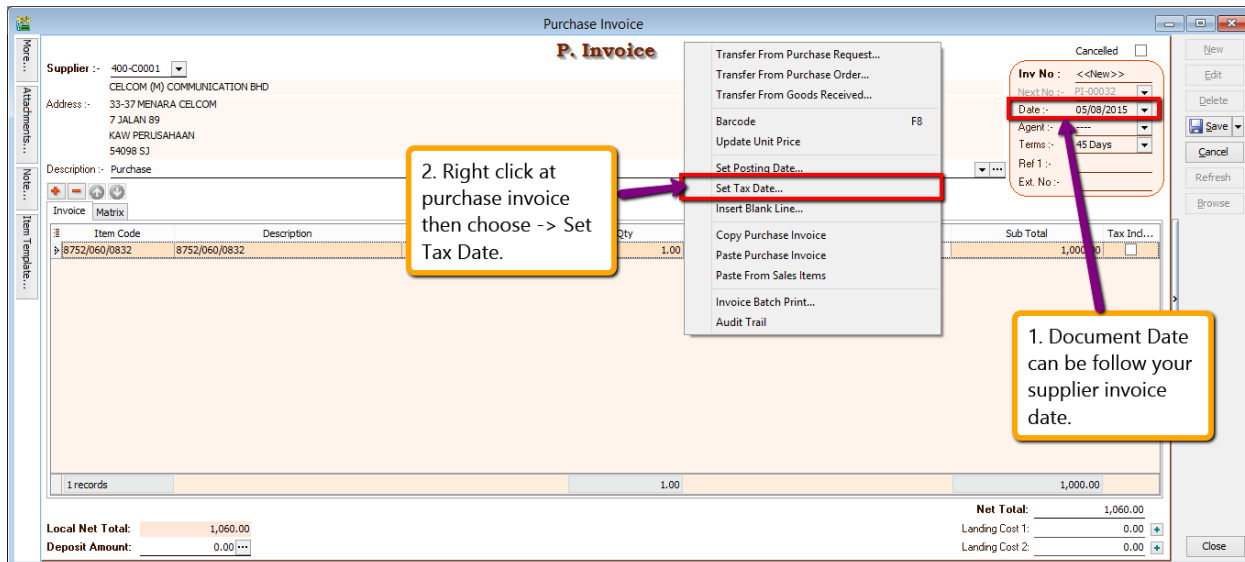 Purchase Invoice
More...
Attachments...
Note...
Item Template...
P. Invoice
Cancelled
Supplier :- 400-C0001
CELCOM (M) COMMUNICATION BHD
Address :- 33-37 MENARA CELCOM
7 JALAN 89
KAW PERUSAHAAN
54098 SJ
Description :- Purchase
Inv No : <<New>>
Next No :- PI-00032
Date :- 05/08/2015
Agent :- ----
Terms :- 45 Days
Ref 1 :-
Ext. No :-
New
Edit
Delete
Save
Cancel
Refresh
Browse
Transfer From Purchase Request...
Transfer From Purchase Order...
Transfer From Goods Received...
Barcode F8
Update Unit Price
Set Posting Date...
Set Tax Date...
Insert Blank Line...
Copy Purchase Invoice
Paste Purchase Invoice
Paste From Sales Items
Invoice Batch Print...
Audit Trail
2. Right click at
purchase invoice
then choose -> Set
Tax Date.
Invoice Matrix
Item Code Description Qty Sub Total Tax Incl...
8752/060/0832 8752/060/0832 1.00 1,000.00
1. Document Date
can be follow your
supplier invoice
date.
1 records 1.00 1,000.00
Net Total: 1,060.00
Local Net Total: 1,060.00 Landing Cost 1: 0.00
Deposit Amount: 0.00 Landing Cost 2: 0.00
Close